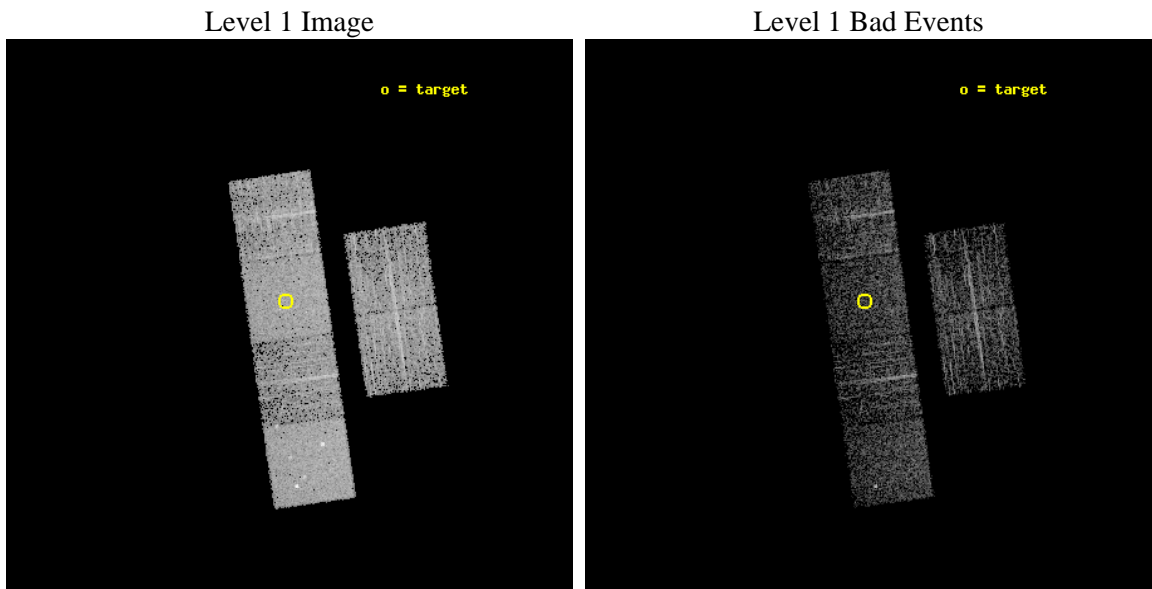 Level 1 Image
Level 1 Bad Events
o = target
o = target